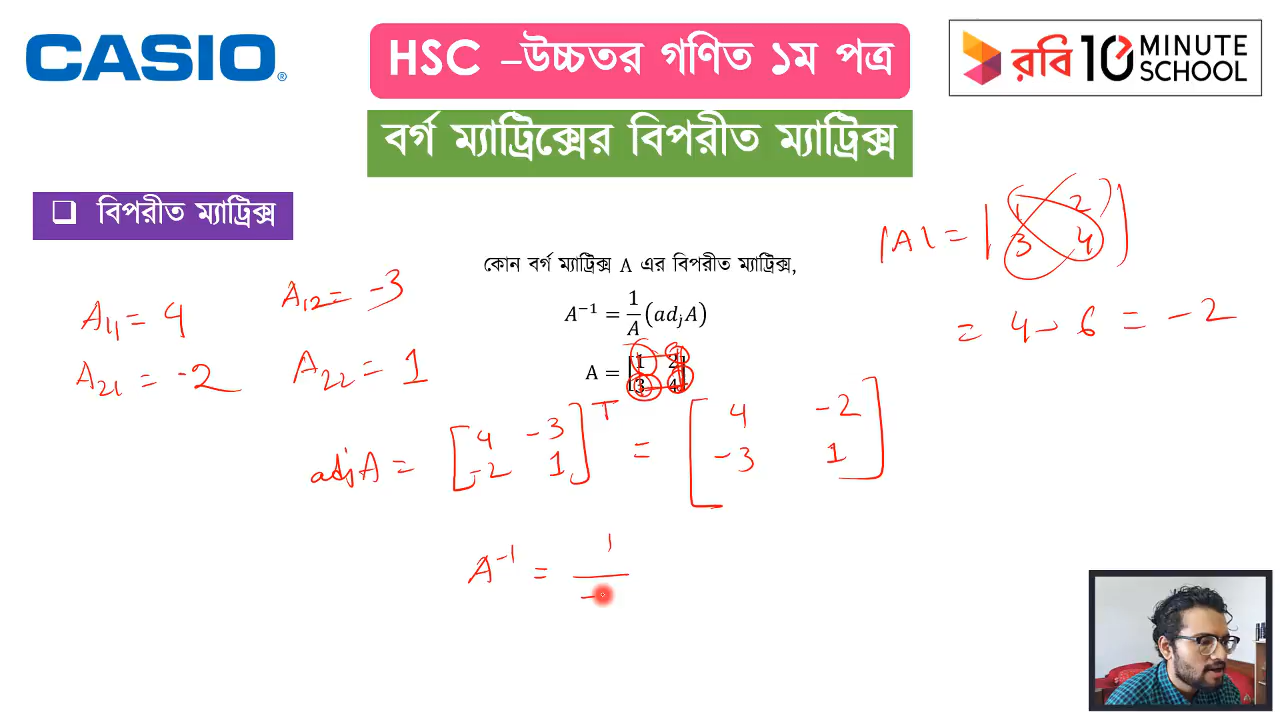 CASIO
HSC –উচ্চতর গণিত ১ম পত্র
রবি 10 MINUTE SCHOOL
বর্গ ম্যাট্রিক্সের বিপরীত ম্যাট্রিক্স
❑ বিপরীত ম্যাট্রিক্স
|A| = |1 2
3 4|
= 4 - 6 = -2
কোন বর্গ ম্যাট্রিক্স A এর বিপরীত ম্যাট্রিক্স,
A₁₁ = 4 A₁₂ = -3
A⁻¹ = 1/A (adⱼ A)
A₂₁ = -2 A₂₂ = 1
A = [1 2
3 4]
adjA = [4 -3
-2 1]ᵀ = [4 -2
-3 1]
A⁻¹ = 1/-